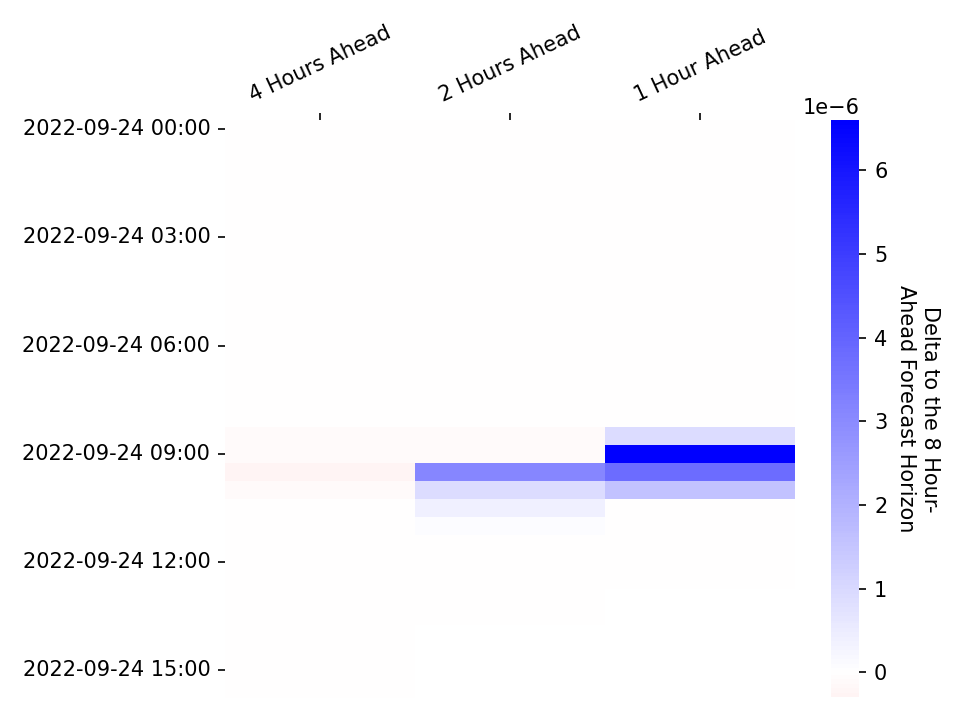 4 Hours Ahead
2 Hours Ahead
1 Hour Ahead
1e−6
2022-09-24 00:00
2022-09-24 03:00
2022-09-24 06:00
2022-09-24 09:00
2022-09-24 12:00
2022-09-24 15:00
6
5
4
3
2
1
0
Delta to the 8 Hour-
Ahead Forecast Horizon